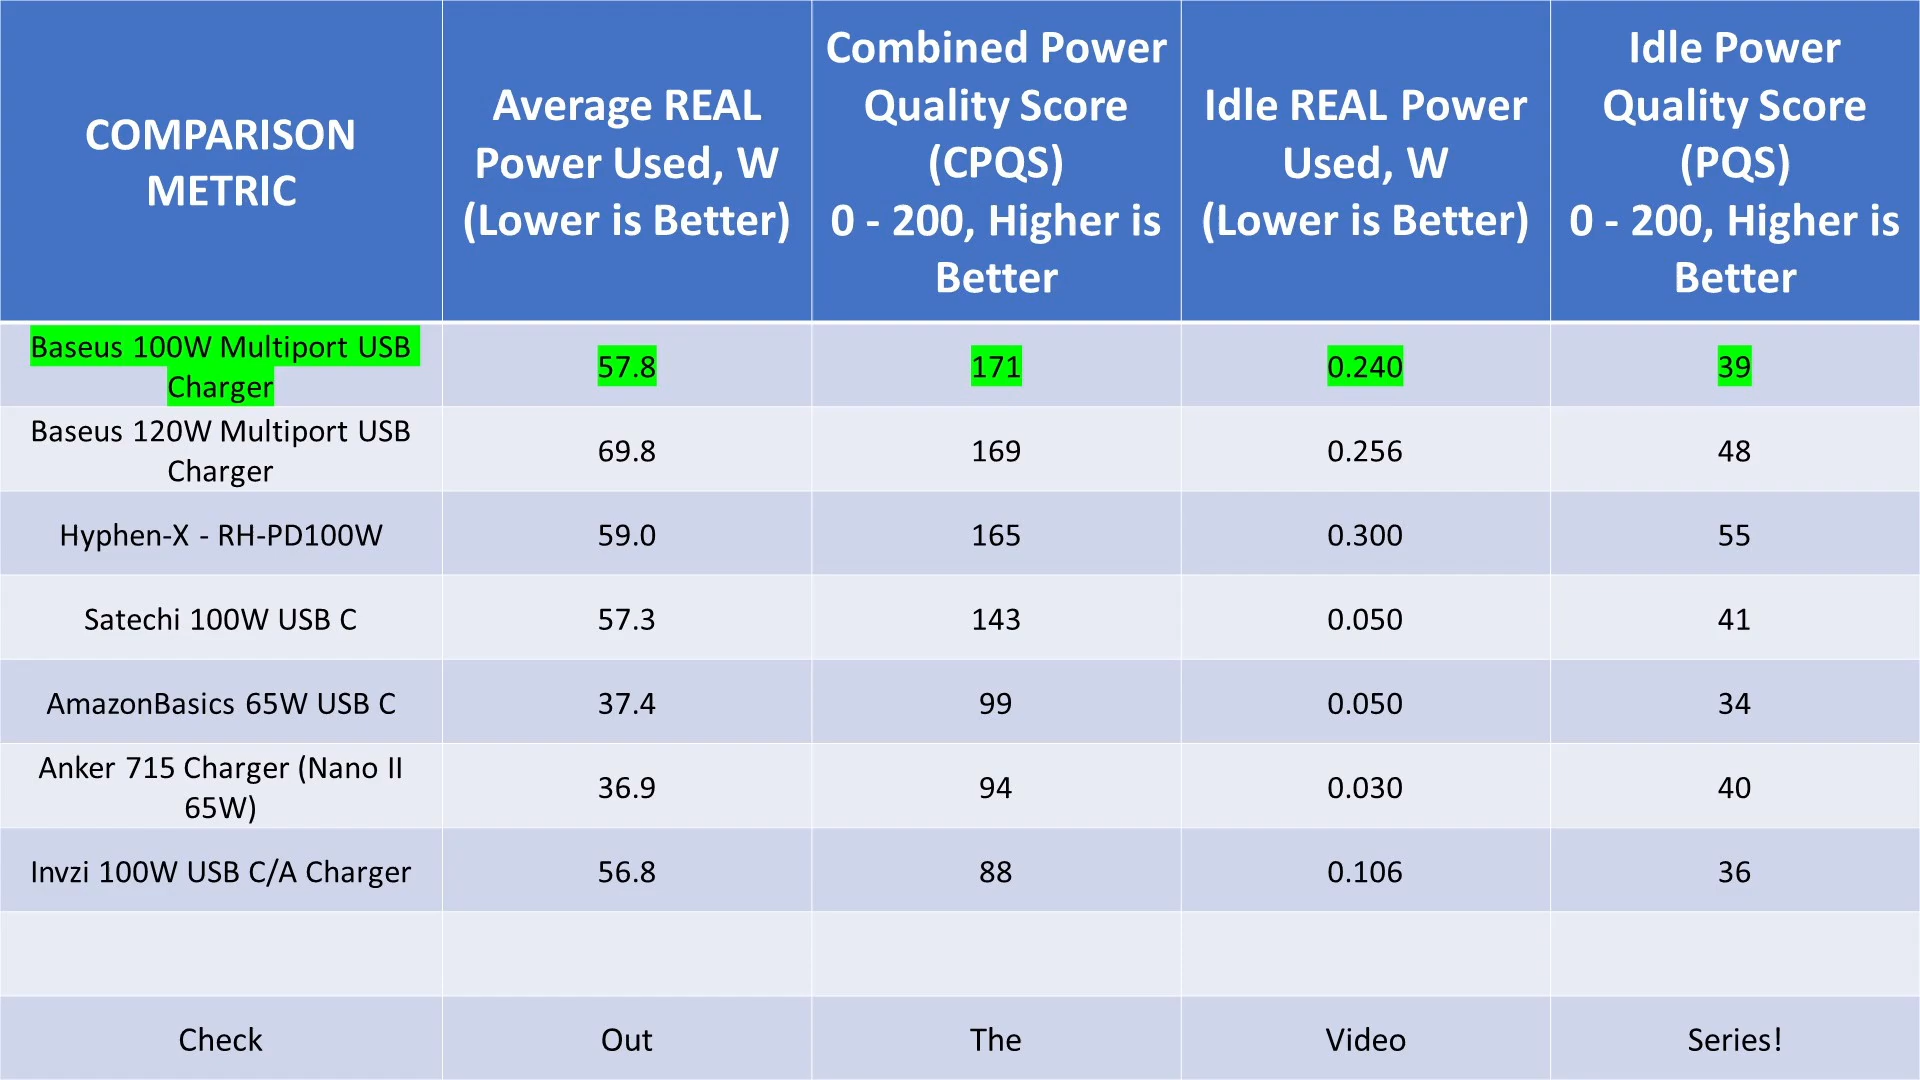 COMPARISON
METRIC
Average REAL
Power Used, W
(Lower is Better)
Combined Power
Quality Score
(CPQS)
0 - 200, Higher is
Better
Idle REAL Power
Used, W
(Lower is Better)
Idle Power
Quality Score
(PQS)
0 - 200, Higher is
Better
Baseus 100W Multiport USB
Charger
57.8
171
0.240
39
Baseus 120W Multiport USB
Charger
69.8
169
0.256
48
Hyphen-X - RH-PD100W
59.0
165
0.300
55
Satechi 100W USB C
57.3
143
0.050
41
AmazonBasics 65W USB C
37.4
99
0.050
34
Anker 715 Charger (Nano II
65W)
36.9
94
0.030
40
Invzi 100W USB C/A Charger
56.8
88
0.106
36
Check
Out
The
Video
Series!